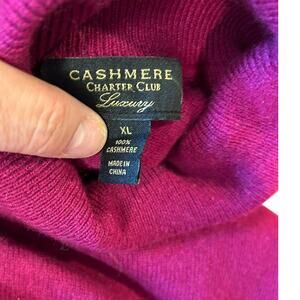 CASHMERE
CHARTER CLUB
Luxury
XL
100%
CASHMERE
MADE IN
CHINA